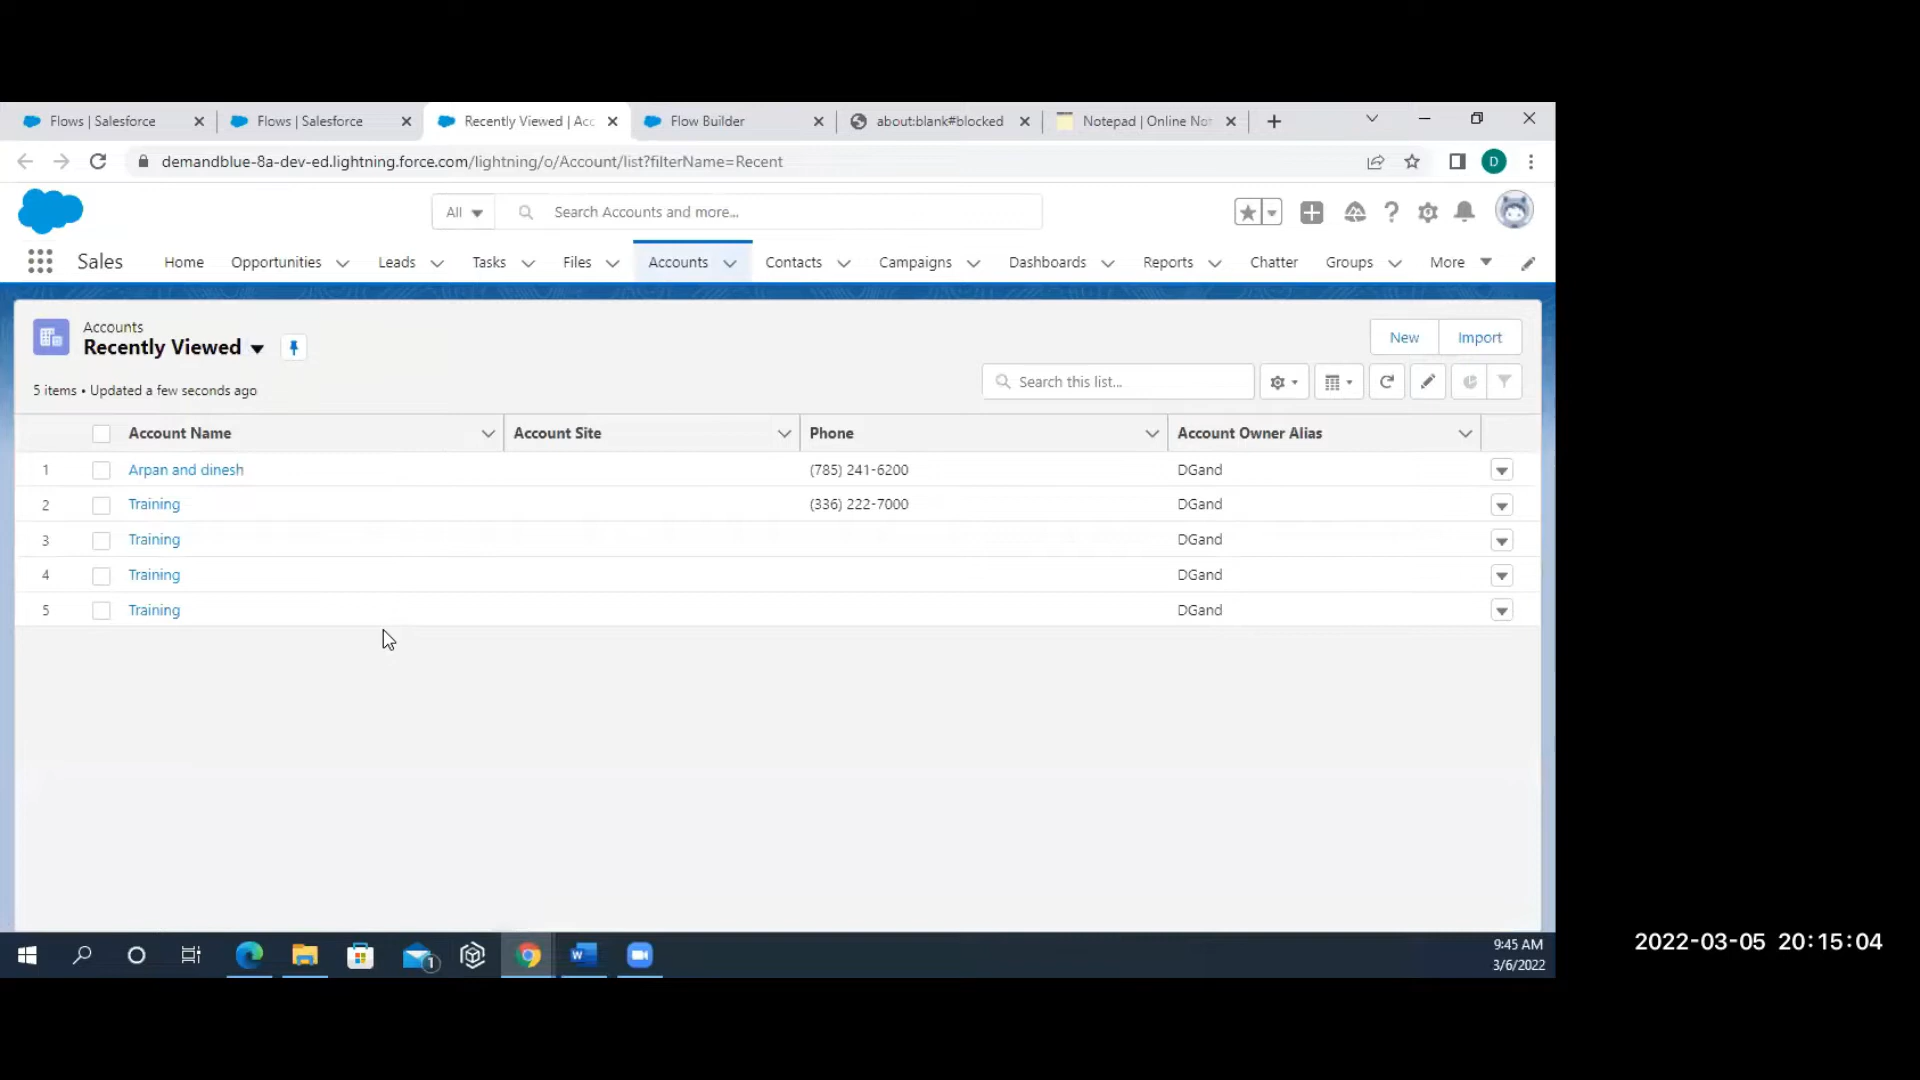 Flows | Salesforce
Flows | Salesforce
Recently Viewed | Acc
Flow Builder
about:blank#blocked
Notepad | Online Not
demandblue-8a-dev-ed.lightning.force.com/lightning/o/Account/list?filterName=Recent
D
All
Search Accounts and more...
Sales
Home
Opportunities
Leads
Tasks
Files
Accounts
Contacts
Campaigns
Dashboards
Reports
Chatter
Groups
More
Accounts
Recently Viewed
New
Import
5 items • Updated a few seconds ago
Search this list...
Account Name Account Site Phone Account Owner Alias
1 Arpan and dinesh (785) 241-6200 DGand
2 Training (336) 222-7000 DGand
3 Training DGand
4 Training DGand
5 Training DGand
1
W
9:45 AM
3/6/2022
2022-03-05 20:15:04